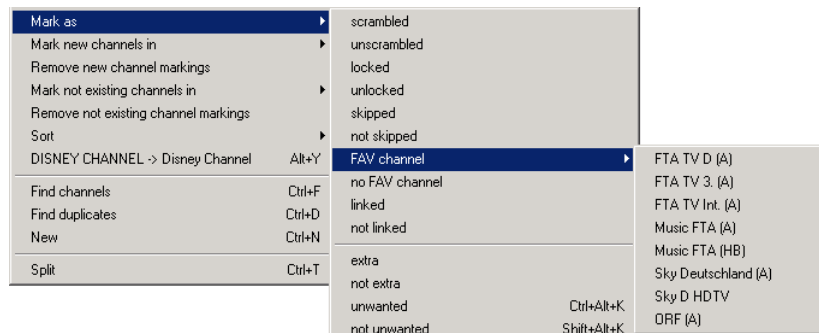 Mark as
Mark new channels in
Remove new channel markings
Mark not existing channels in
Remove not existing channel markings
Sort
DISNEY CHANNEL -> Disney Channel Alt+Y
Find channels Ctrl+F
Find duplicates Ctrl+D
New Ctrl+N
Split Ctrl+T
scrambled
unscrambled
locked
unlocked
skipped
not skipped
FAV channel
no FAV channel
linked
not linked
extra
not extra
unwanted Ctrl+Alt+K
not unwanted Shift+Alt+K
FTA TV D (A)
FTA TV 3. (A)
FTA TV Int. (A)
Music FTA (A)
Music FTA (HB)
Sky Deutschland (A)
Sky D HDTV
ORF (A)